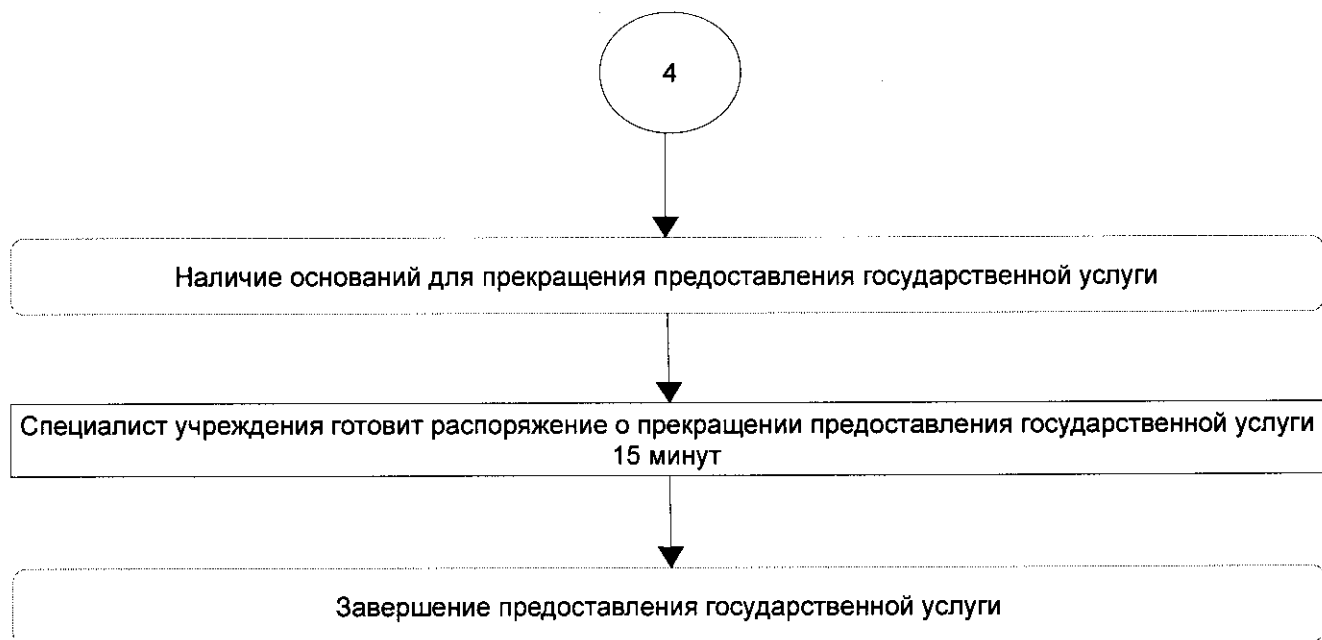 4
Наличие оснований для прекращения предоставления государственной услуги
Специалист учреждения готовит распоряжение о прекращении предоставления государственной услуги
15 минут
Завершение предоставления государственной услуги